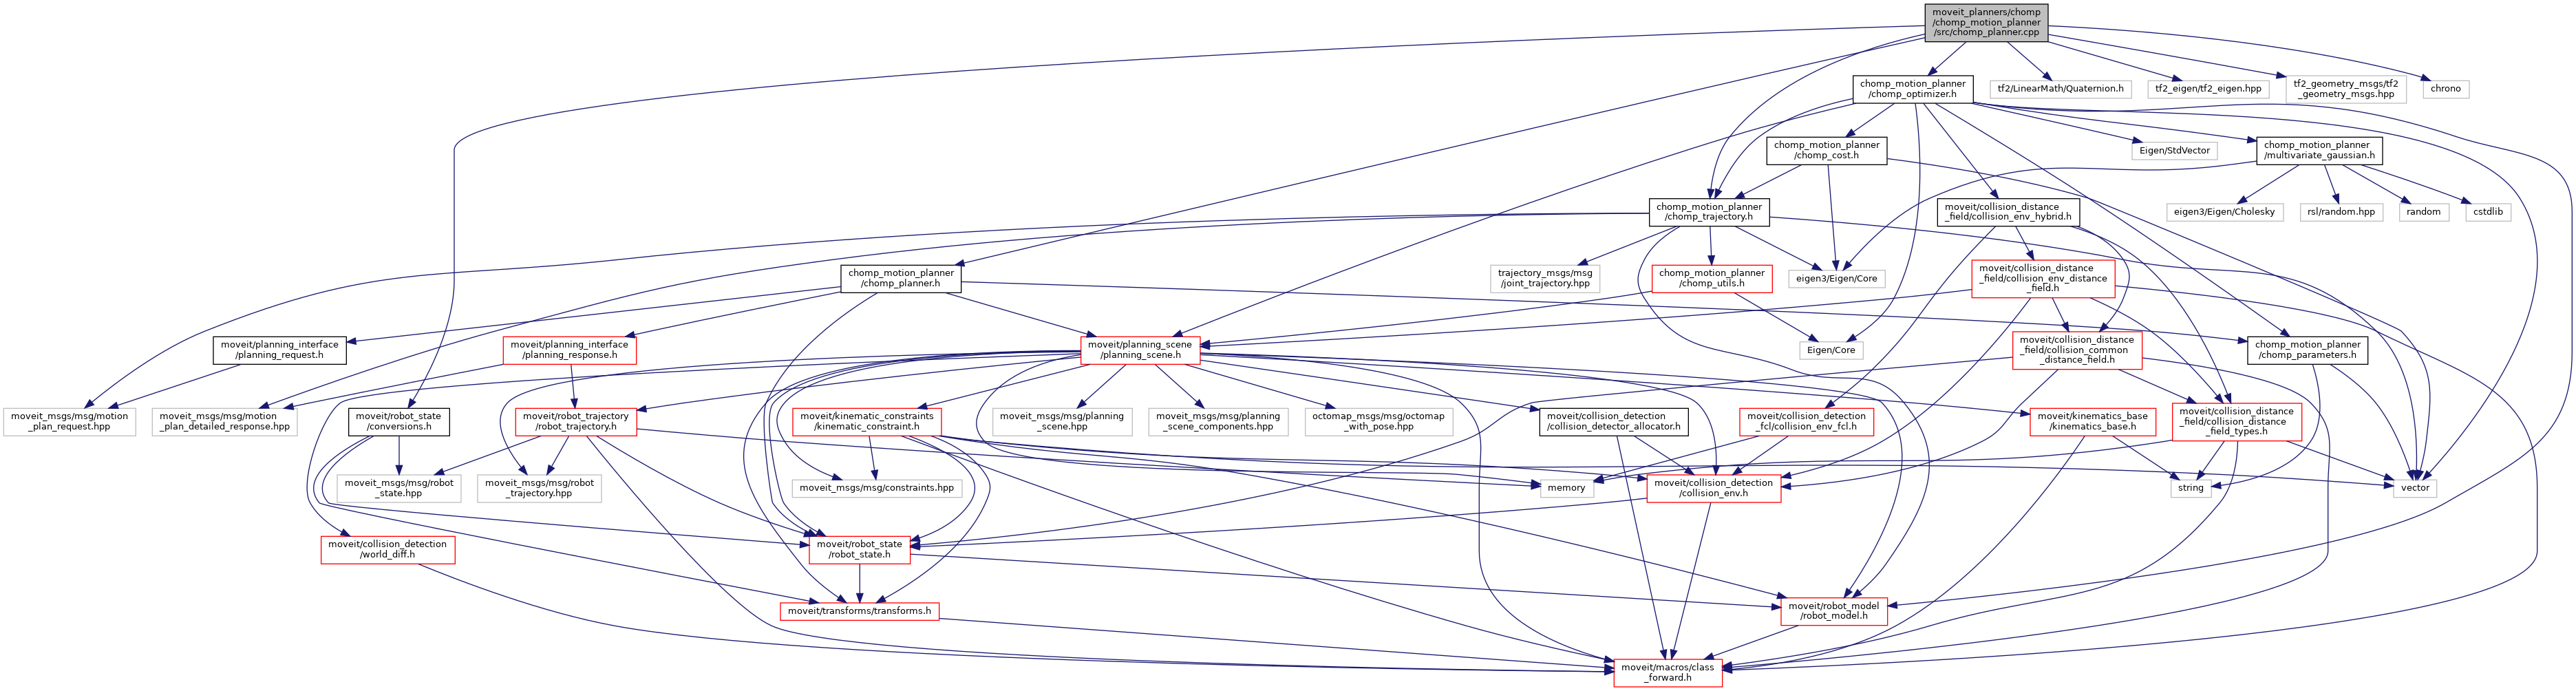 moveit_planners/chomp
/chomp_motion_planner
/src/chomp_planner.cpp
chomp_motion_planner
/chomp_optimizer.h
tf2/LinearMath/Quaternion.h
tf2_eigen/tf2_eigen.hpp
tf2_geometry_msgs/tf2
_geometry_msgs.hpp
chrono
chomp_motion_planner
/chomp_cost.h
Eigen/StdVector
chomp_motion_planner
/multivariate_gaussian.h
chomp_motion_planner
/chomp_trajectory.h
moveit/collision_distance
_field/collision_env_hybrid.h
eigen3/Eigen/Cholesky
rsl/random.hpp
random
cstdlib
chomp_motion_planner
/chomp_planner.h
trajectory_msgs/msg
/joint_trajectory.hpp
chomp_motion_planner
/chomp_utils.h
eigen3/Eigen/Core
moveit/collision_distance
_field/collision_env_distance
_field.h
moveit/planning_interface
/planning_request.h
moveit/planning_interface
/planning_response.h
moveit/planning_scene
/planning_scene.h
Eigen/Core
moveit/collision_distance
_field/collision_common
_distance_field.h
chomp_motion_planner
/chomp_parameters.h
moveit_msgs/msg/motion
_plan_request.hpp
moveit_msgs/msg/motion
_plan_detailed_response.hpp
moveit/robot_state
/conversions.h
moveit/robot_trajectory
/robot_trajectory.h
moveit/kinematic_constraints
/kinematic_constraint.h
moveit_msgs/msg/planning
_scene.hpp
moveit_msgs/msg/planning
_scene_components.hpp
octomap_msgs/msg/octomap
_with_pose.hpp
moveit/collision_detection
/collision_detector_allocator.h
moveit/collision_detection
_fcl/collision_env_fcl.h
moveit/kinematics_base
/kinematics_base.h
moveit/collision_distance
_field/collision_distance
_field_types.h
moveit_msgs/msg/robot
_state.hpp
moveit_msgs/msg/robot
_trajectory.hpp
moveit_msgs/msg/constraints.hpp
memory
moveit/collision_detection
/collision_env.h
string
vector
moveit/collision_detection
/world_diff.h
moveit/robot_state
/robot_state.h
moveit/transforms/transforms.h
moveit/robot_model
/robot_model.h
moveit/macros/class
_forward.h